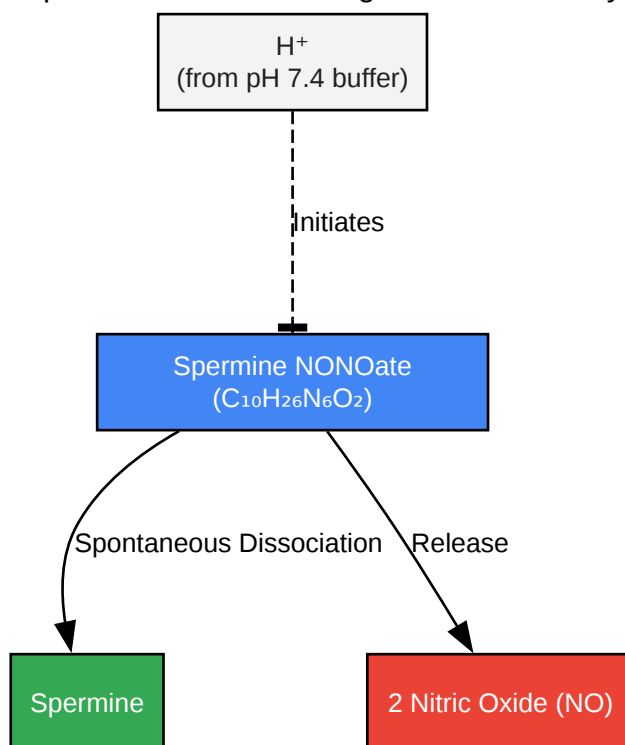 H⁺
(from pH 7.4 buffer)
Initiates
Spermine NONOate
(C₁₀H₂₆N₆O₂)
Spontaneous Dissociation
Release
Spermine
2 Nitric Oxide (NO)